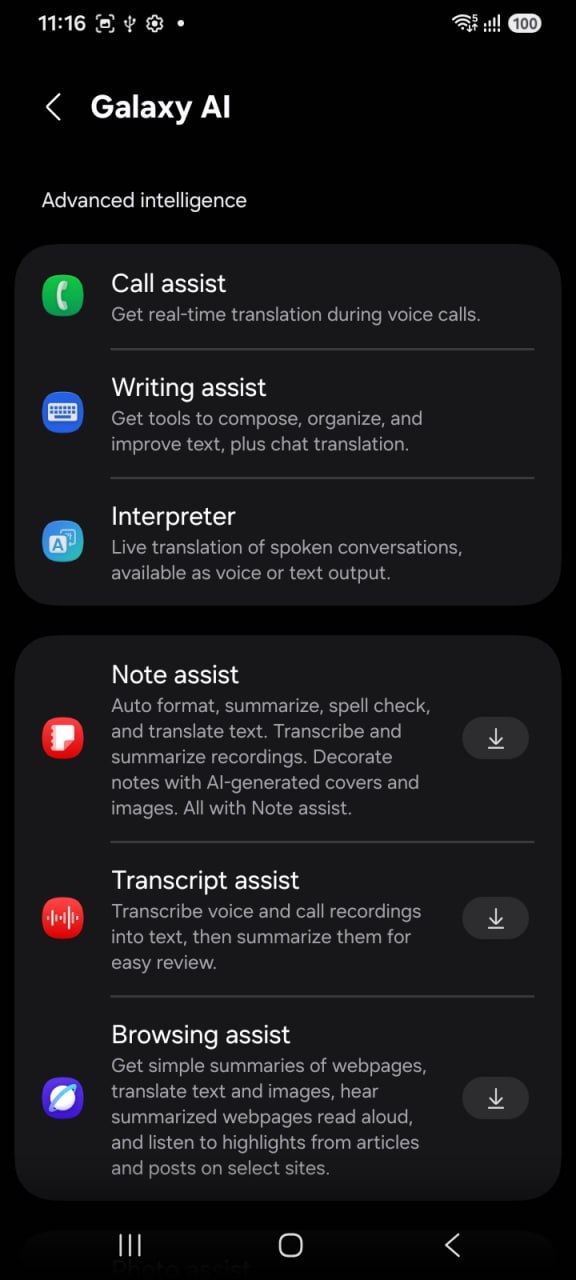 11:16
5
100
Galaxy AI
Advanced intelligence
Call assist
Get real-time translation during voice calls.
Writing assist
Get tools to compose, organize, and
improve text, plus chat translation.
A
Interpreter
Live translation of spoken conversations,
available as voice or text output.
Note assist
Auto format, summarize, spell check,
and translate text. Transcribe and
summarize recordings. Decorate
notes with AI-generated covers and
images. All with Note assist.
Transcript assist
Transcribe voice and call recordings
into text, then summarize them for
easy review.
Browsing assist
Get simple summaries of webpages,
translate text and images, hear
summarized webpages read aloud,
and listen to highlights from articles
and posts on select sites.
Photo assist